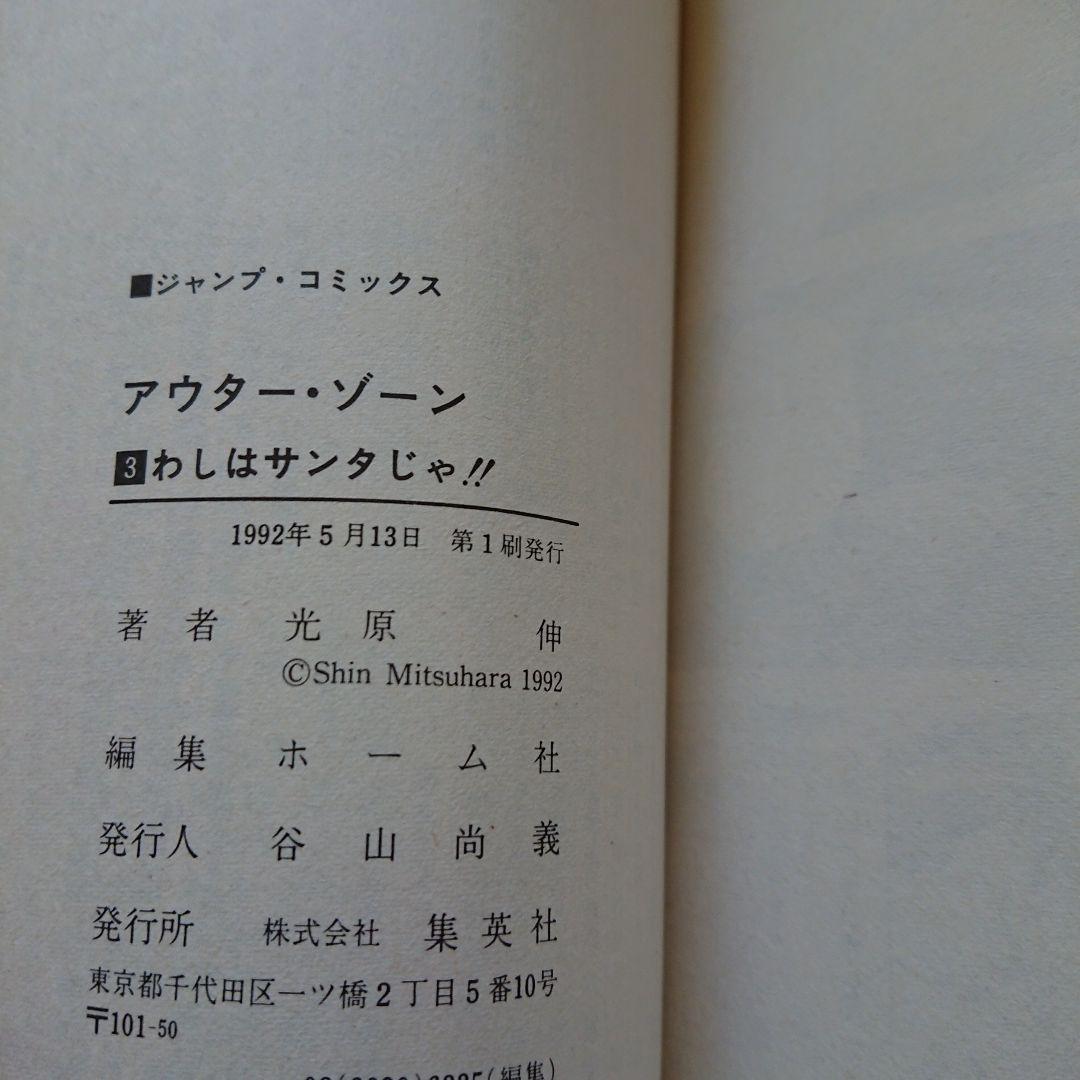 ■ジャンプ・コミックス
アウター・ゾーン
3わしはサンタじゃ!!
1992年5月13日 第1刷発行
著者 光原 伸
©Shin Mitsuhara 1992
編集 ホーム社
発行人 谷山尚義
発行所 株式会社 集英社
東京都千代田区一ツ橋2丁目5番10号
〒101-50
(編集)